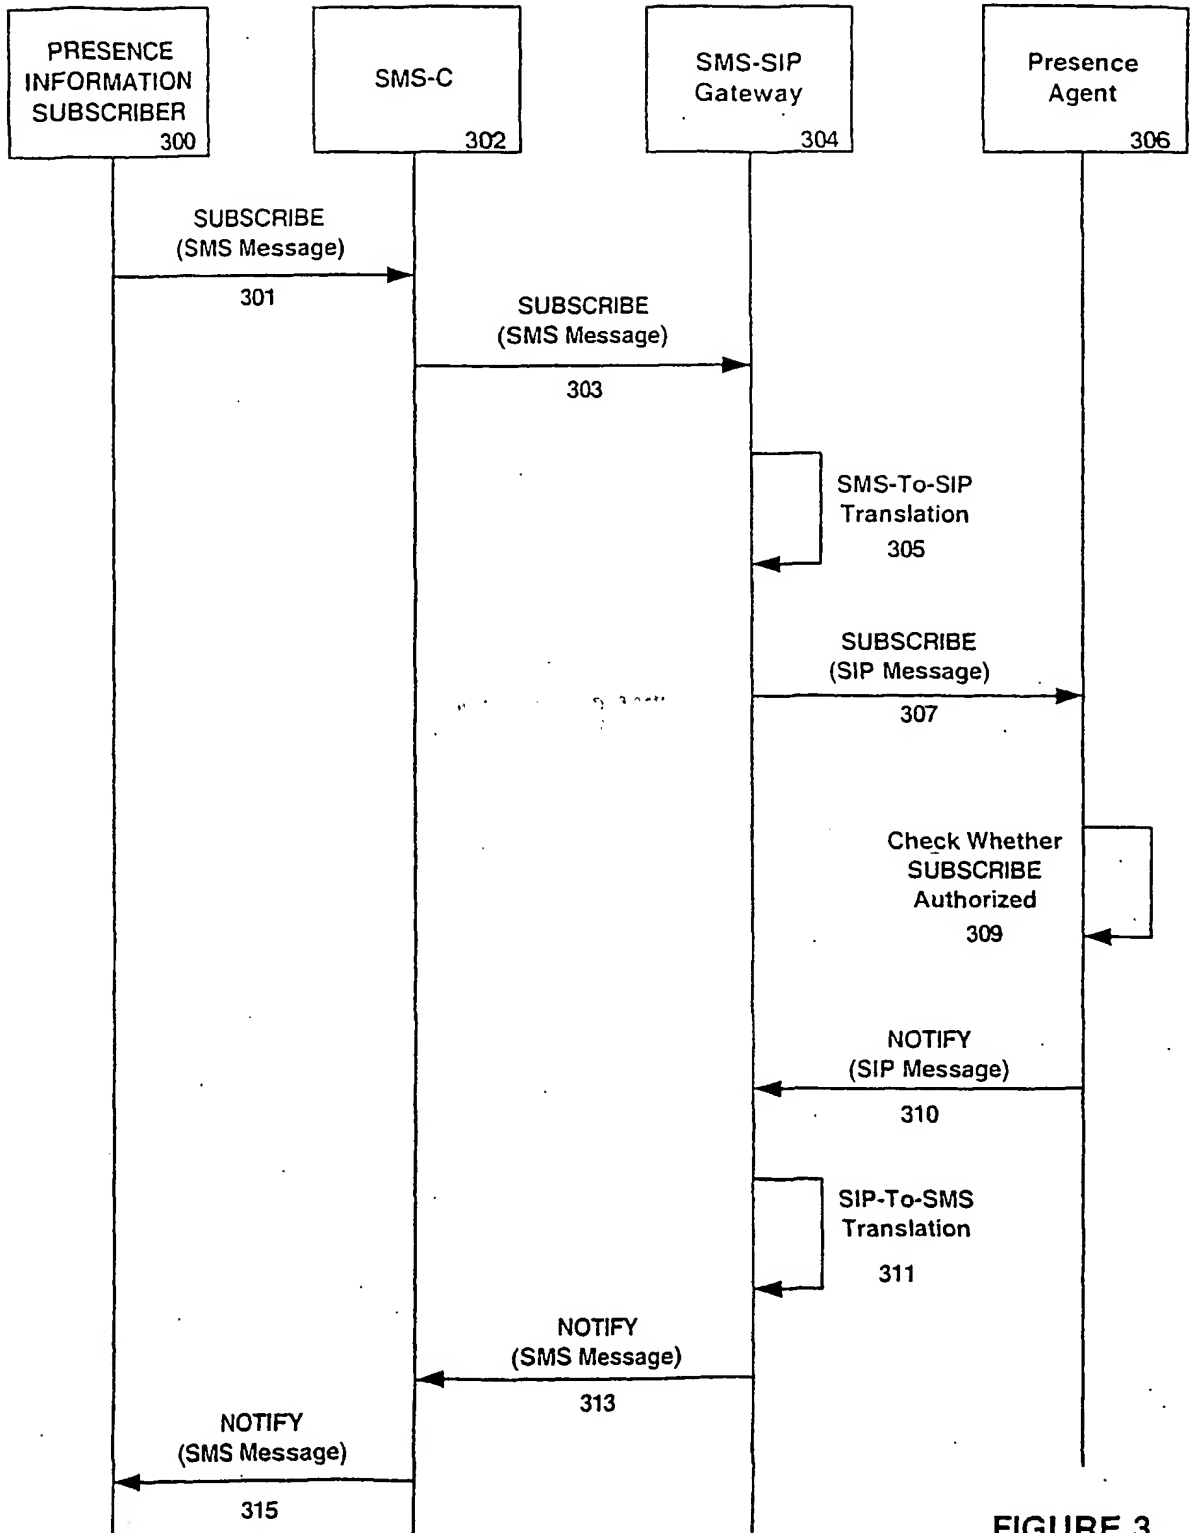 PRESENCE
INFORMATION
SUBSCRIBER
300
SMS-C
302
SMS-SIP
Gateway
304
Presence
Agent
306
SUBSCRIBE
(SMS Message)
301
SUBSCRIBE
(SMS Message)
303
SMS-To-SIP
Translation
305
SUBSCRIBE
(SIP Message)
307
Check Whether
SUBSCRIBE
Authorized
309
NOTIFY
(SIP Message)
310
SIP-To-SMS
Translation
311
NOTIFY
(SMS Message)
313
NOTIFY
(SMS Message)
315
FIGURE 3